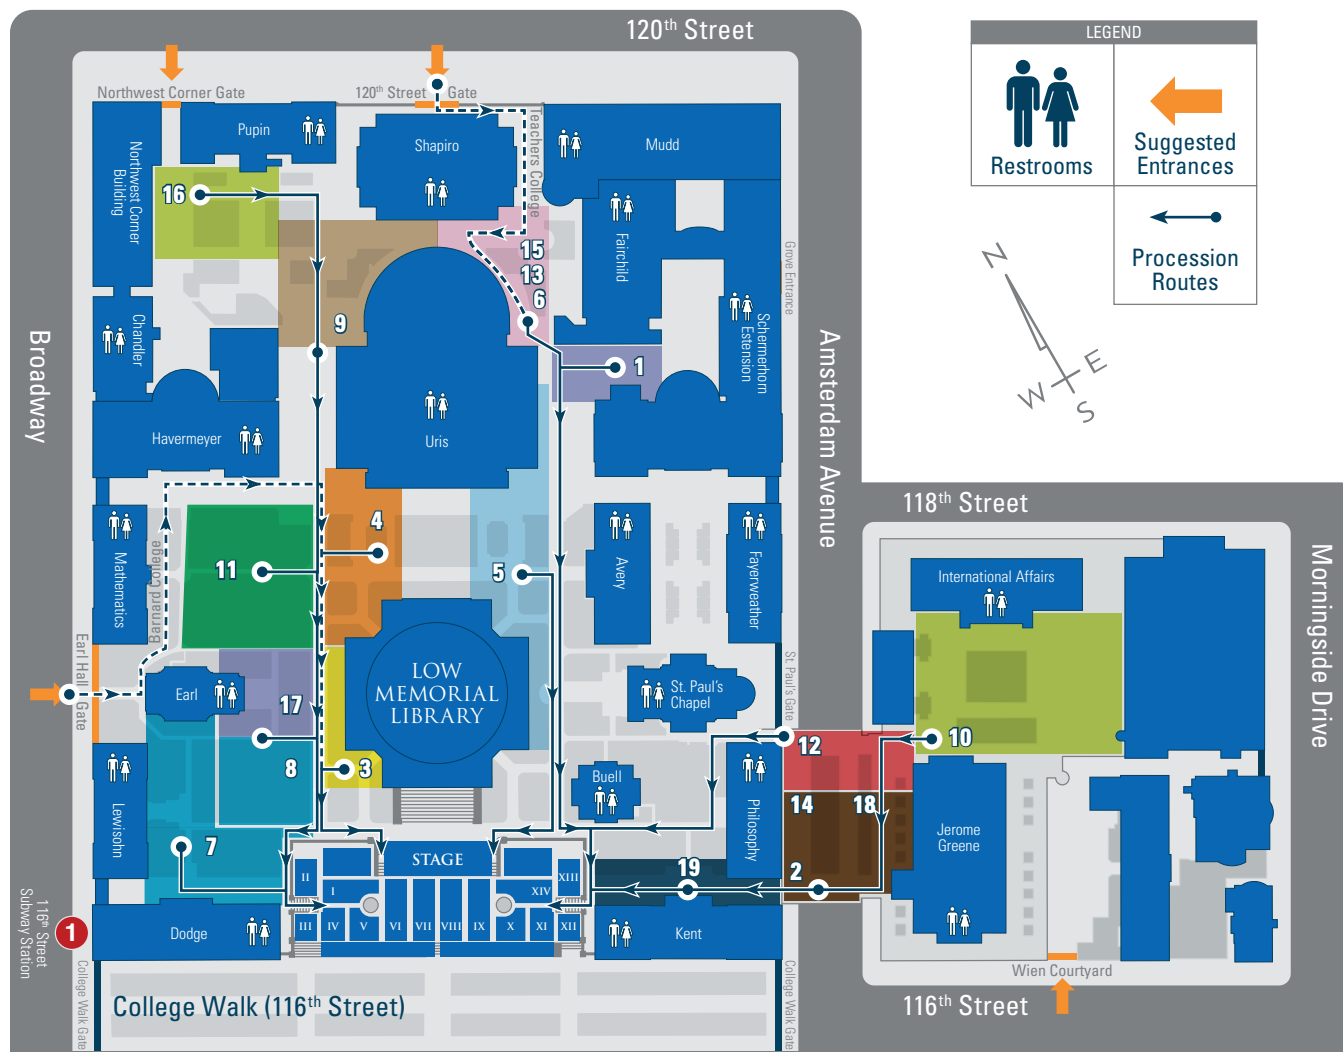 120th Street
LEGEND
Restrooms
Suggested
Entrances
Procession
Routes
N
W
E
S
Northwest Corner Gate
120th Street
Gate
Teachers College
Pupin
Shapiro
Mudd
Northwest Corner
Building
16
15
13
6
Fairchild
Grove Entrance
Schermerhorn
Estension
Broadway
Chandler
9
1
Amsterdam Avenue
Havermeyer
Uris
118th Street
4
11
5
Mathematics
Barnard College
Avery
Fayerweather
International Affairs
Morningside Drive
Earl Hall
Gate
Earl
17
LOW
MEMORIAL
LIBRARY
St. Paul's
Chapel
St. Paul's Gate
12
10
8
3
Buell
Philosophy
14
18
Lewisohn
7
STAGE
Jerome
Greene
2
19
II
I
XIII
XIV
III
IV
V
VI
VII
VIII
IX
X
XI
XII
116th Street
Subway Station
1
Dodge
Kent
Wien Courtyard
College Walk Gate
College Walk (116th Street)
College Walk Gate
116th Street